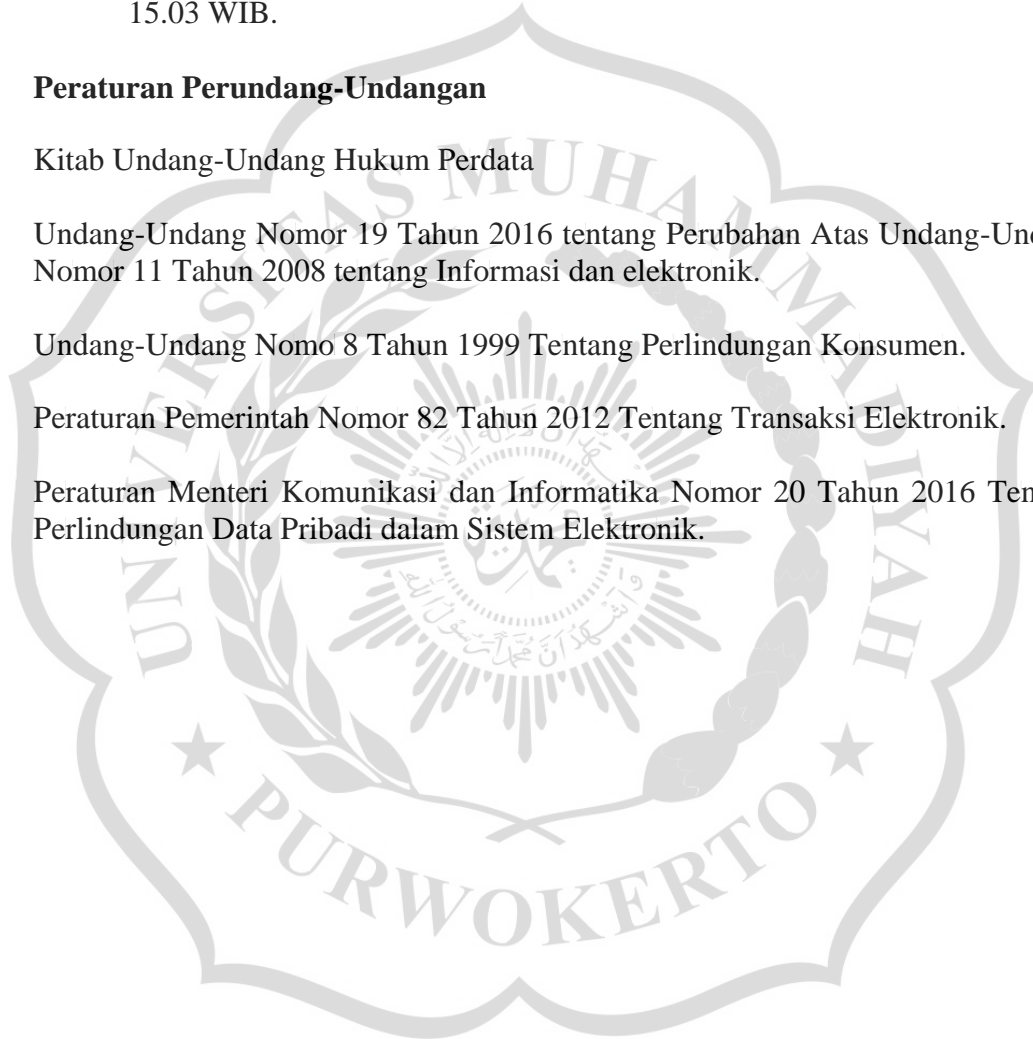 15.03 WIB.
Peraturan Perundang-Undangan
Kitab Undang-Undang Hukum Perdata
Undang-Undang Nomor 19 Tahun 2016 tentang Perubahan Atas Undang-Und
Nomor 11 Tahun 2008 tentang Informasi dan elektronik.
Undang-Undang Nomo 8 Tahun 1999 Tentang Perlindungan Konsumen.
Peraturan Pemerintah Nomor 82 Tahun 2012 Tentang Transaksi Elektronik.
Peraturan Menteri Komunikasi dan Informatika Nomor 20 Tahun 2016 Ten
Perlindungan Data Pribadi dalam Sistem Elektronik.
UNIVERSITAS MUHAMMADIYAH
PURWOKERTO